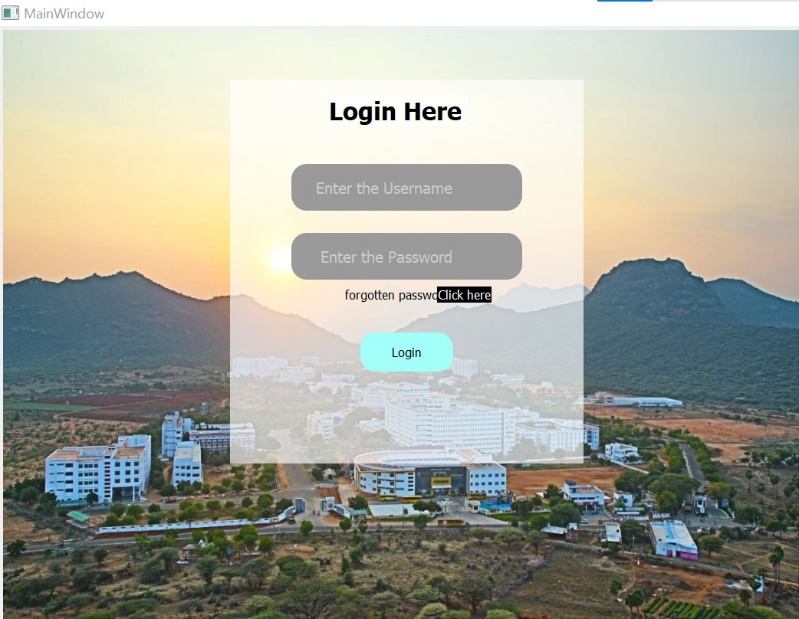 MainWindow
Login Here
Enter the Username
Enter the Password
forgotten passwo Click here
Login